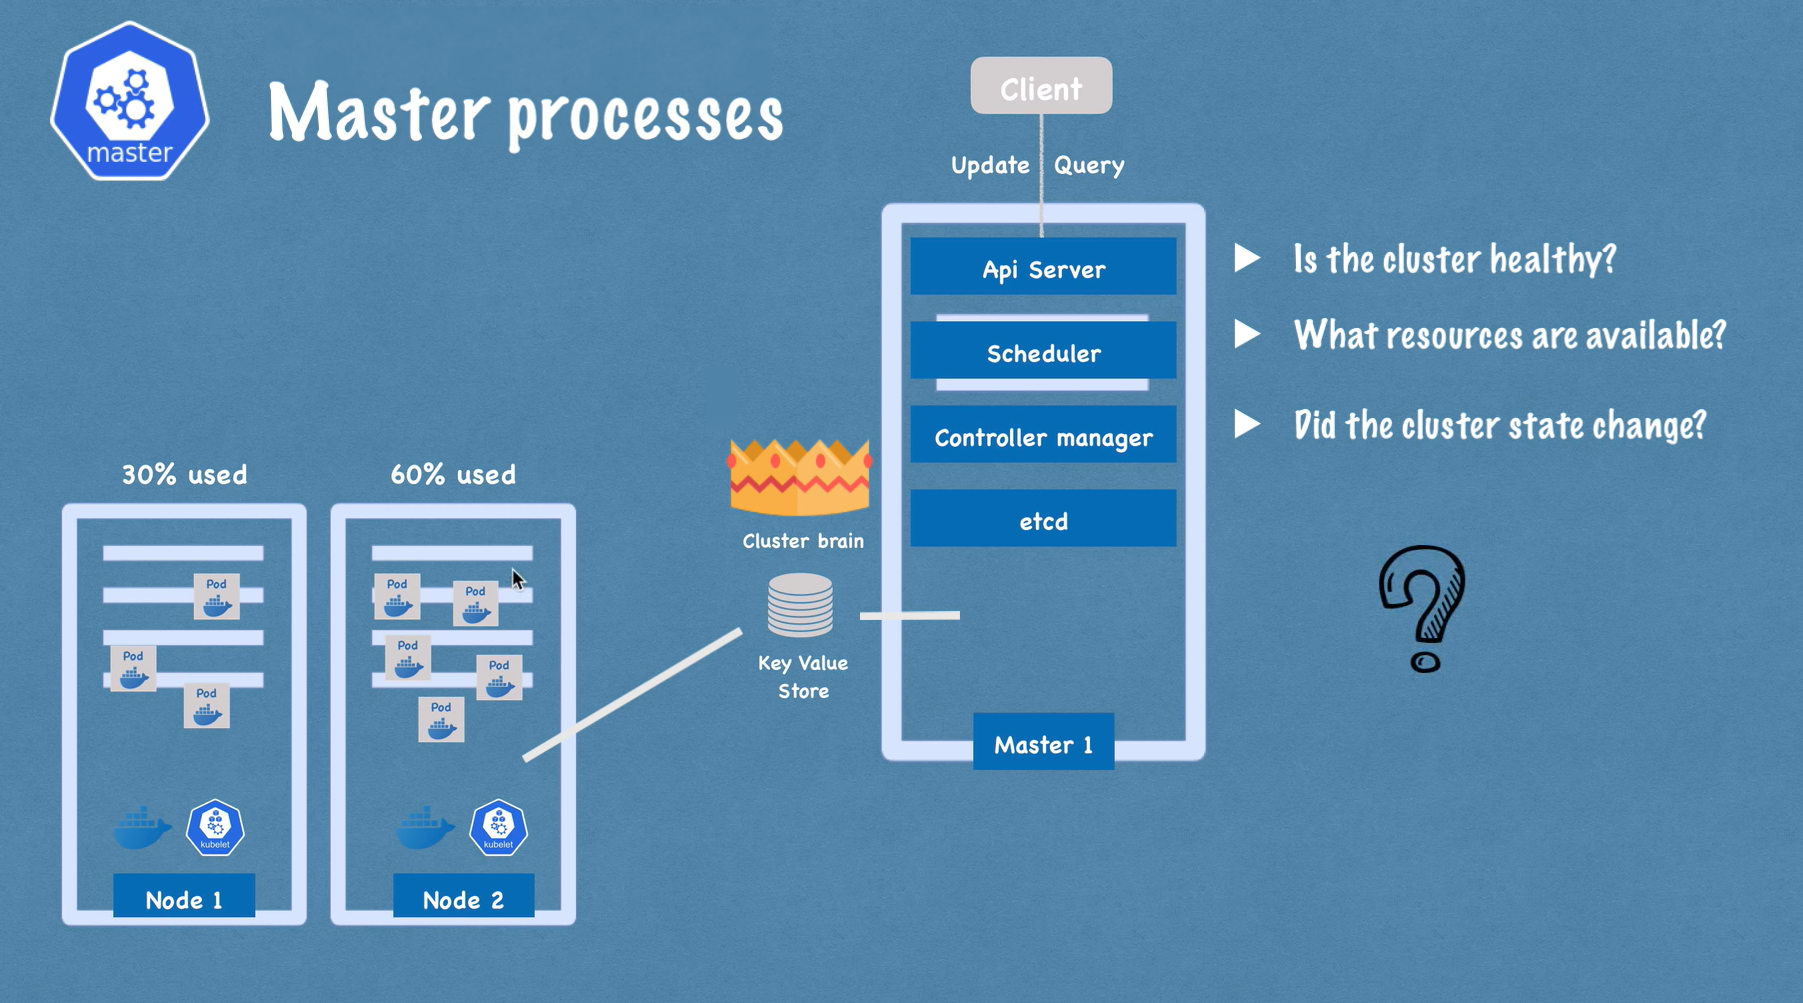 master
Master processes
Client
Update
Query
Api Server
Scheduler
Controller manager
etcd
Master 1
Is the cluster healthy?
What resources are available?
Did the cluster state change?
?
Cluster brain
Key Value
Store
30% used
Pod
Pod
Pod
kubelet
Node 1
60% used
Pod
Pod
Pod
Pod
Pod
kubelet
Node 2